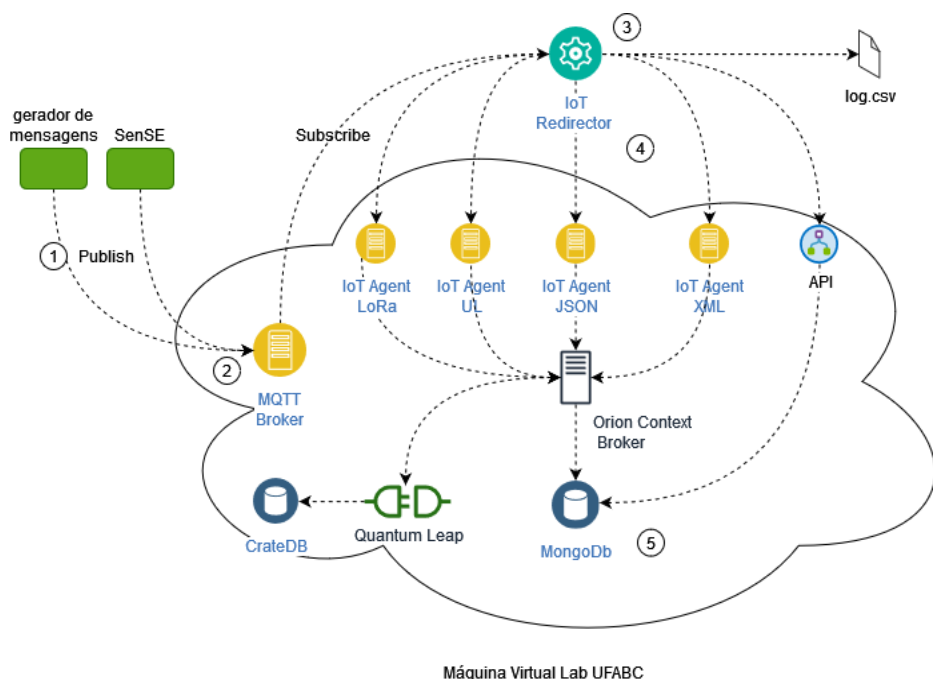 3
log.csv
IoT
Redirector
gerador de
mensagens
SenSE
Subscribe
4
1
Publish
IoT Agent
LoRa
IoT Agent
UL
IoT Agent
JSON
IoT Agent
XML
API
2
MQTT
Broker
Orion Context
Broker
CrateDB
Quantum Leap
MongoDb
5
Máquina Virtual Lab UFABC